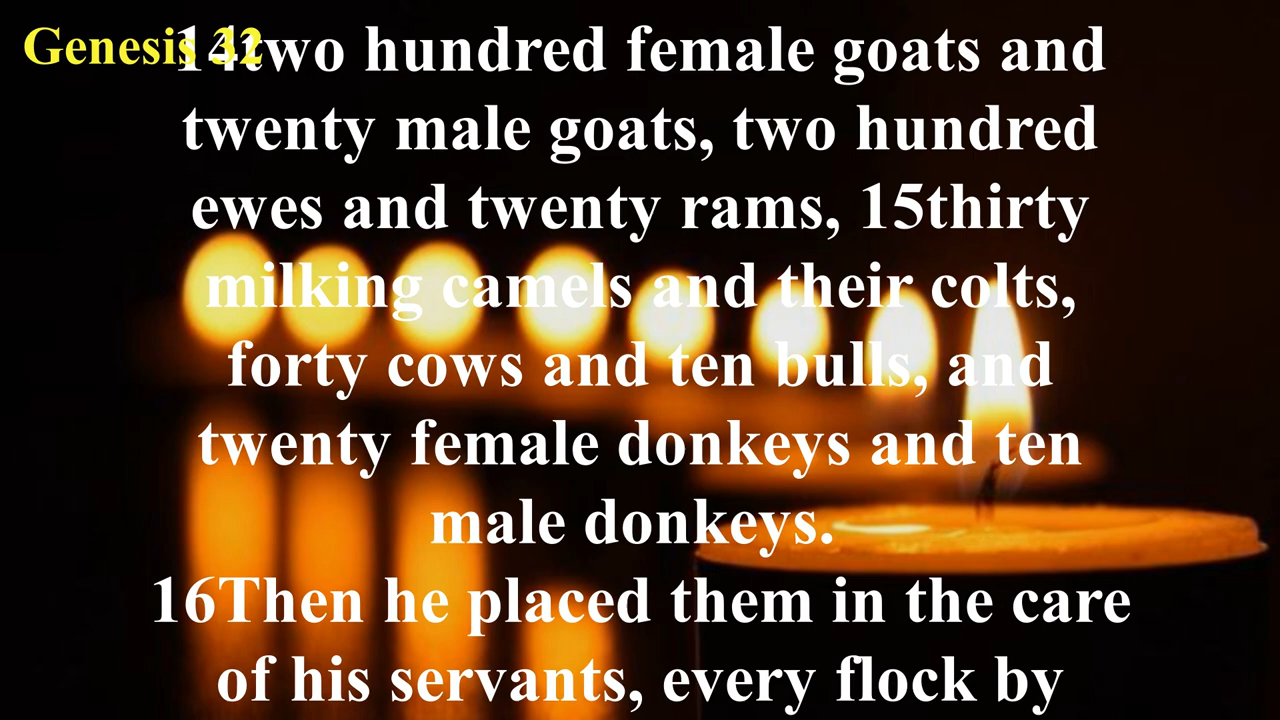 Genesis 32
14two hundred female goats and
twenty male goats, two hundred
ewes and twenty rams, 15thirty
milking camels and their colts,
forty cows and ten bulls, and
twenty female donkeys and ten
male donkeys.
16Then he placed them in the care
of his servants, every flock by